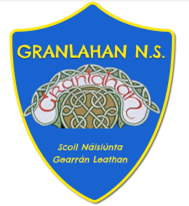 GRANLAHAN N.S.
Granlahan
Scoil Náisiúnta
Gearrán Leathan